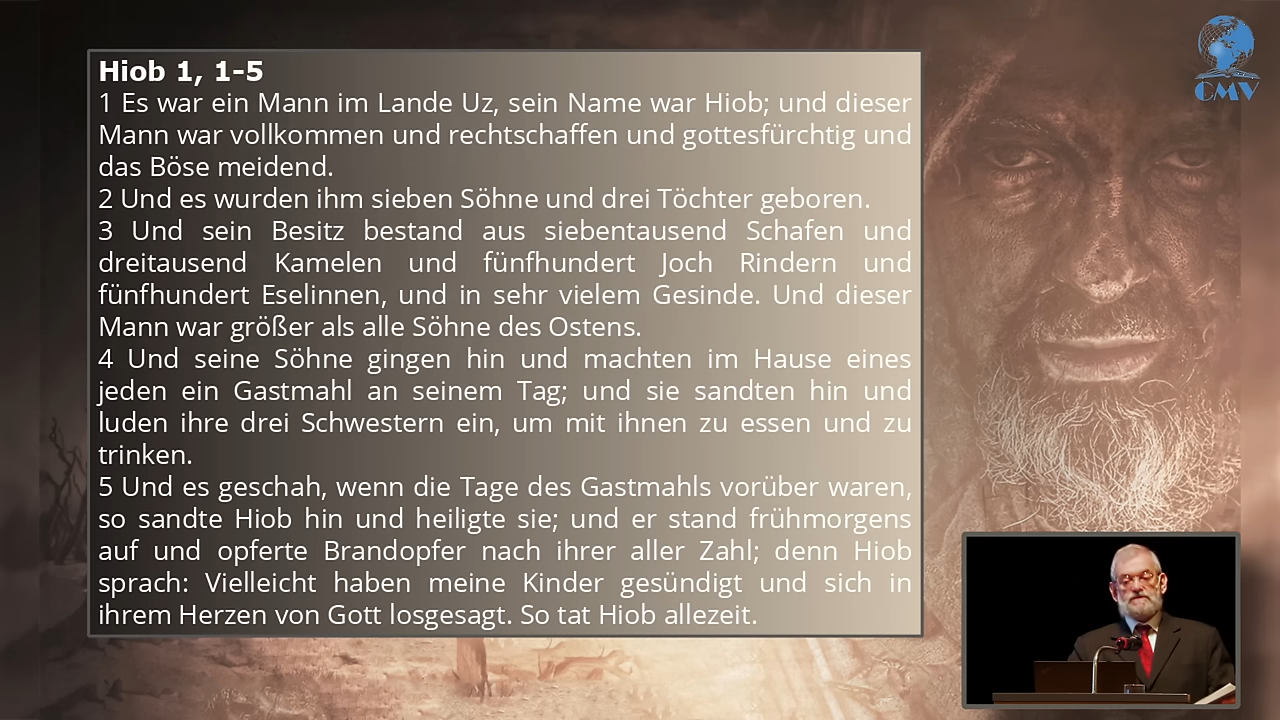 CMV
Hiob 1, 1-5
1 Es war ein Mann im Lande Uz, sein Name war Hiob; und dieser
Mann war vollkommen und rechtschaffen und gottesfürchtig und
das Böse meidend.
2 Und es wurden ihm sieben Söhne und drei Töchter geboren.
3 Und sein Besitz bestand aus siebentausend Schafen und
dreitausend Kamelen und fünfhundert Joch Rindern und
fünfhundert Eselinnen, und in sehr vielem Gesinde. Und dieser
Mann war größer als alle Söhne des Ostens.
4 Und seine Söhne gingen hin und machten im Hause eines
jeden ein Gastmahl an seinem Tag; und sie sandten hin und
luden ihre drei Schwestern ein, um mit ihnen zu essen und zu
trinken.
5 Und es geschah, wenn die Tage des Gastmahls vorüber waren,
so sandte Hiob hin und heiligte sie; und er stand frühmorgens
auf und opferte Brandopfer nach ihrer aller Zahl; denn Hiob
sprach: Vielleicht haben meine Kinder gesündigt und sich in
ihrem Herzen von Gott losgesagt. So tat Hiob allezeit.